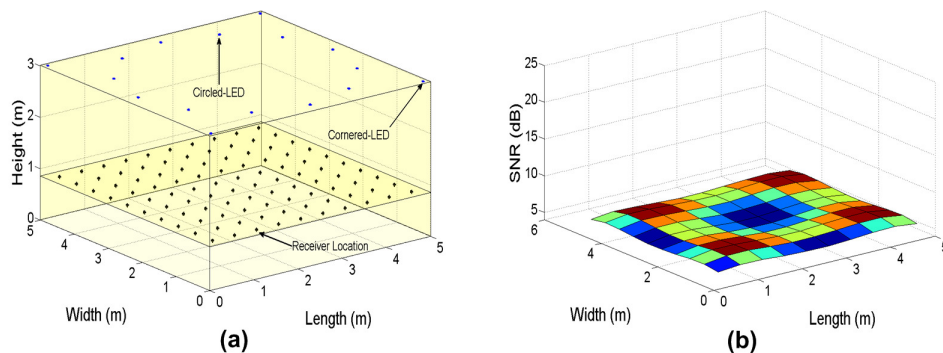 3
2
1
0
Height (m)
5
4
3
2
1
0
Width (m)
0
1
2
3
4
5
Length (m)
Circled-LED
Cornered-LED
Receiver Location
(a)
25
20
15
10
5
SNR (dB)
6
4
2
0
Width (m)
0
1
2
3
4
5
Length (m)
(b)